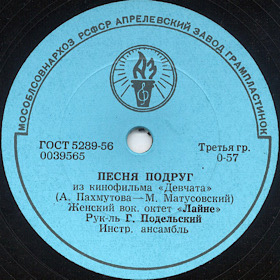 МОСОБЛСОВНАРХОЗ РСФСР АПРЕЛЕВСКИЙ ЗАВОД ГРАМПЛАСТИНОК
АЗ
ГОСТ 5289-56
0039565
Третья гр.
0-57
ПЕСНЯ ПОДРУГ
из кинофильма «Девчата»
(А. Пахмутова—М. Матусовский)
Женский вок. октет «Лайне»
Рук-ль Г. Подельский
Инстр. ансамбль